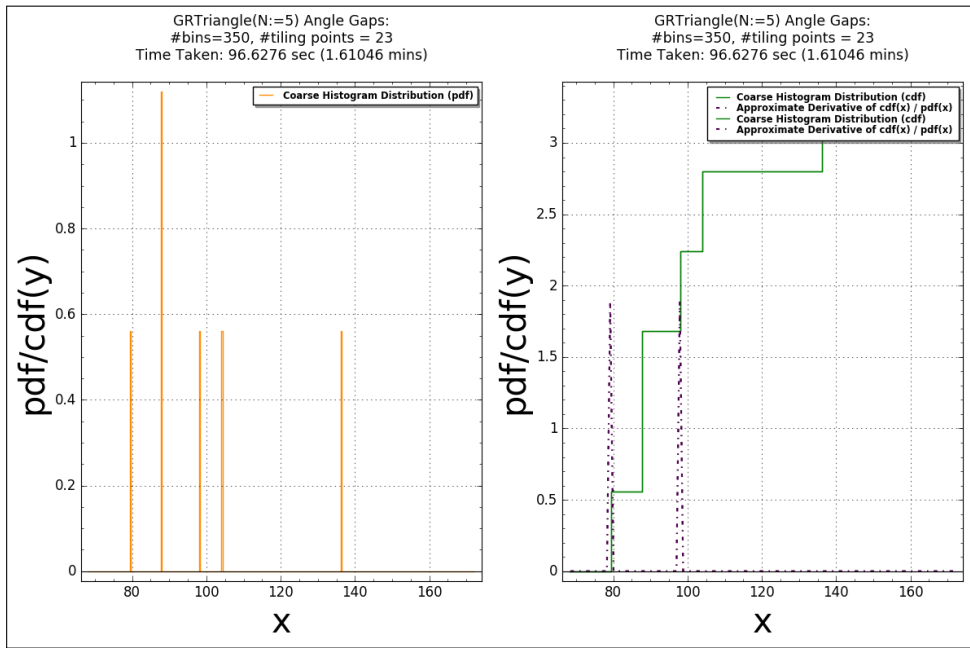 GRTriangle(N:=5) Angle Gaps:
#bins=350, #tiling points = 23
Time Taken: 96.6276 sec (1.61046 mins)
Coarse Histogram Distribution (pdf)
1
0.8
0.6
0.4
0.2
0
pdf/cdf(y)
80 100 120 140 160
x
GRTriangle(N:=5) Angle Gaps:
#bins=350, #tiling points = 23
Time Taken: 96.6276 sec (1.61046 mins)
Coarse Histogram Distribution (cdf)
Approximate Derivative of cdf(x) / pdf(x)
Coarse Histogram Distribution (cdf)
Approximate Derivative of cdf(x) / pdf(x)
3
2.5
2
1.5
1
0.5
0
pdf/cdf(y)
80 100 120 140 160
x